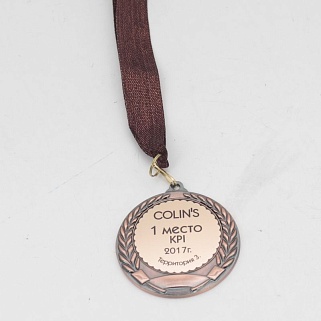 COLIN'S
1 место
KPI
2017г.
Территория 3.